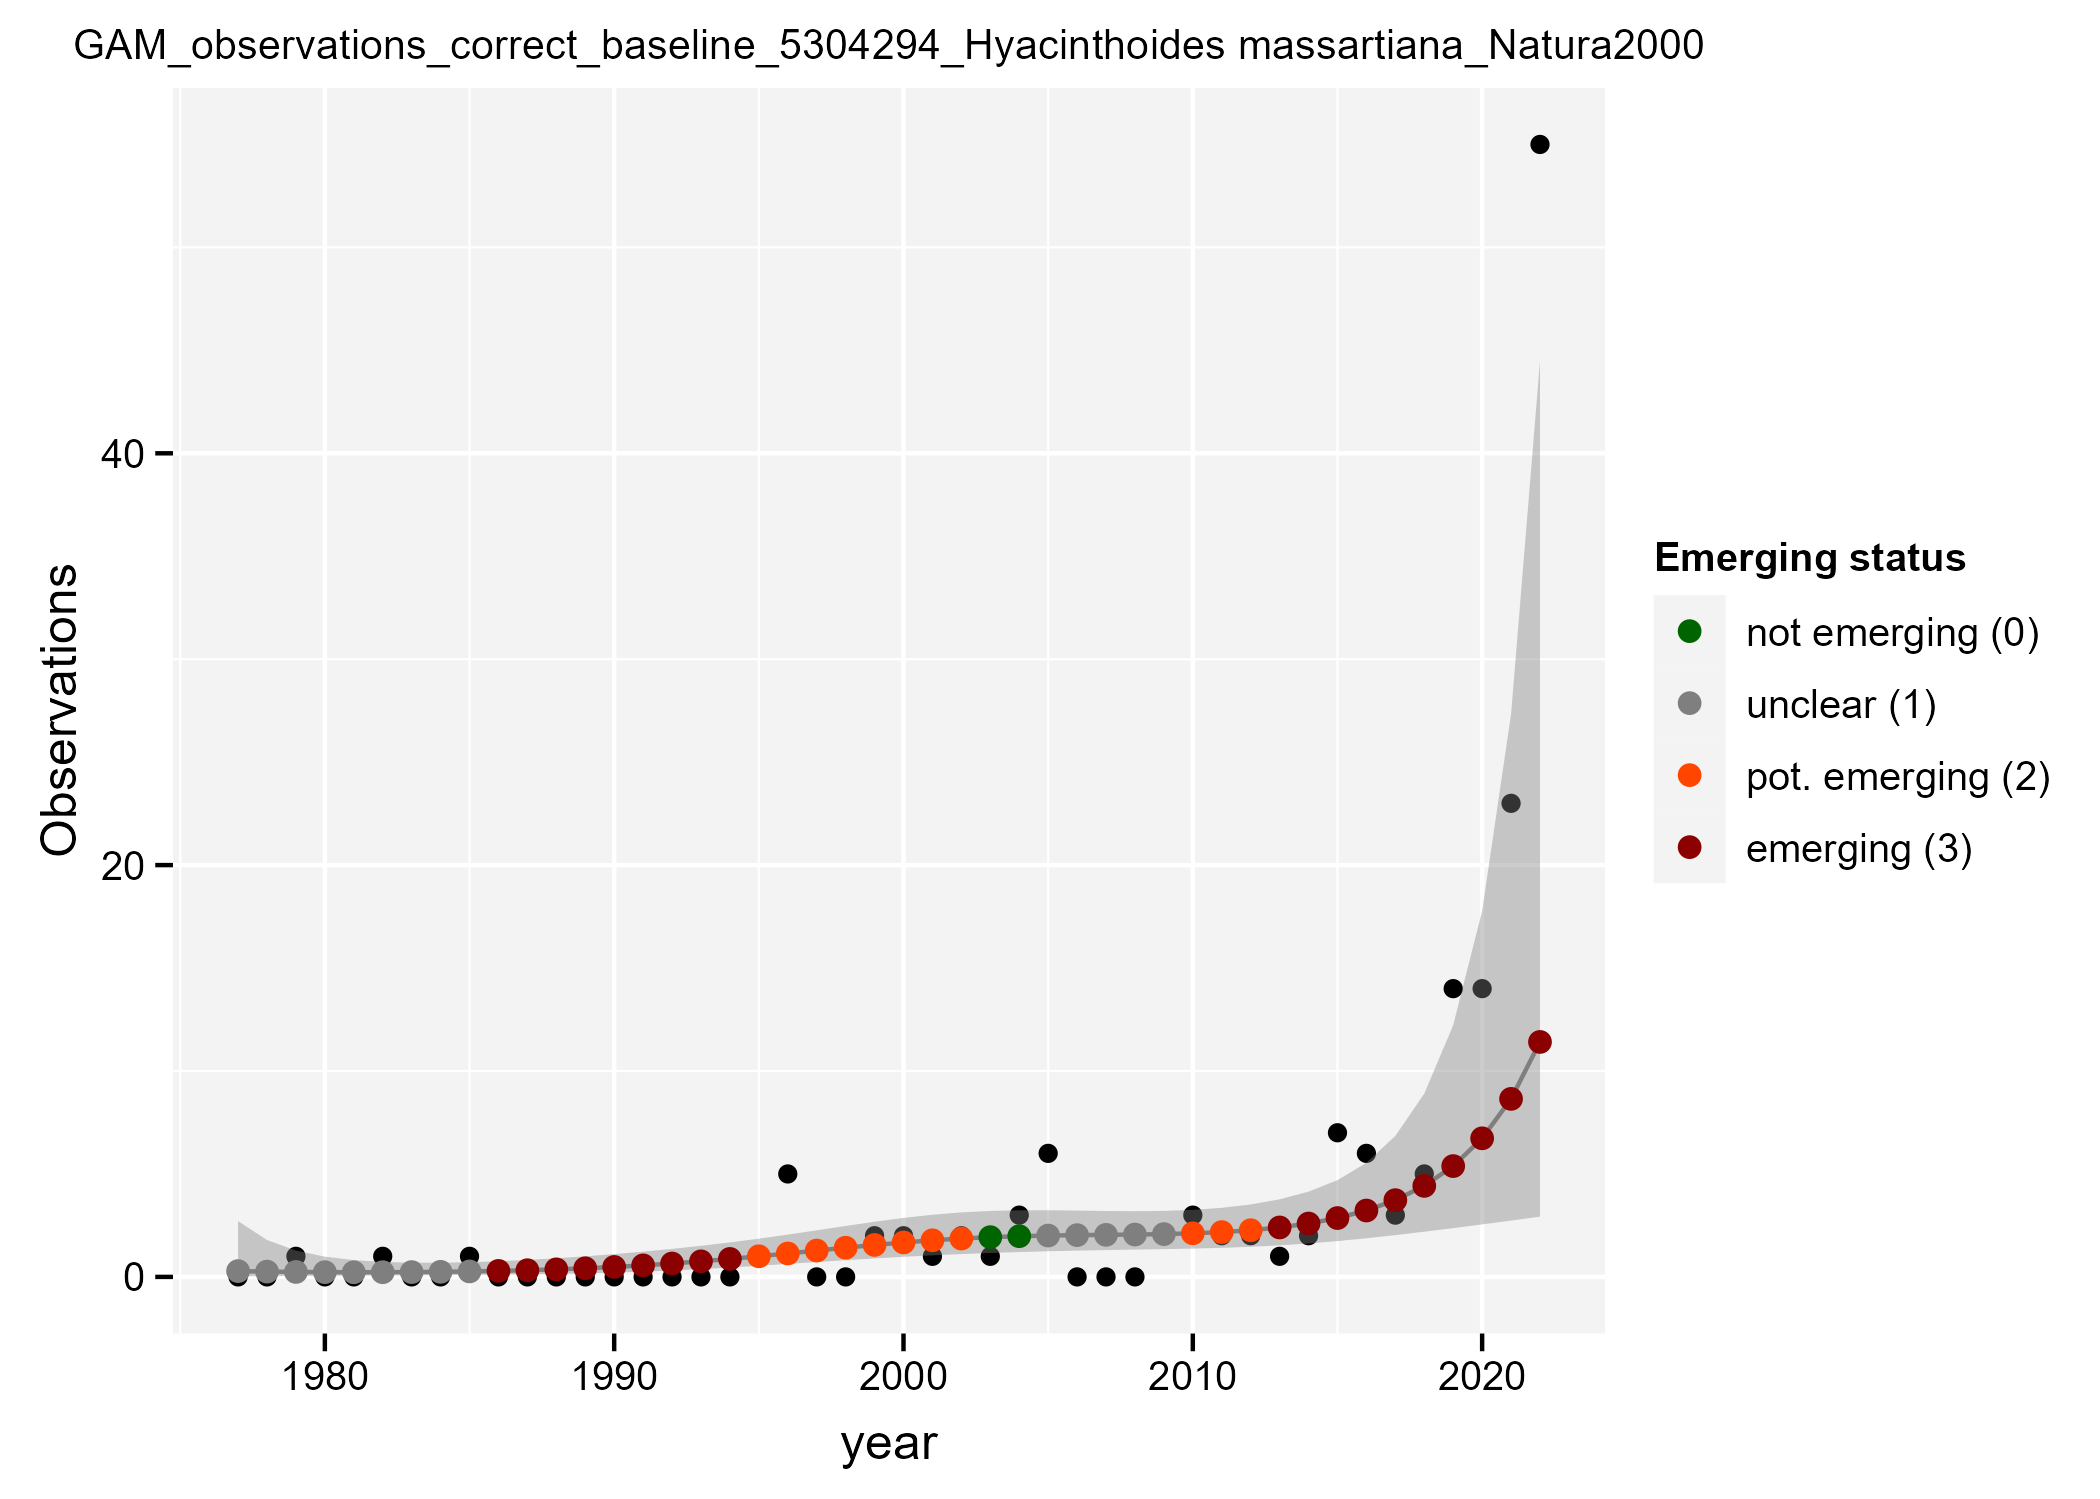 GAM_observations_correct_baseline_5304294_Hyacinthoides massartiana_Natura2000
Observations
40
20
0
1980 1990 2000 2010 2020
year
Emerging status
not emerging (0)
unclear (1)
pot. emerging (2)
emerging (3)